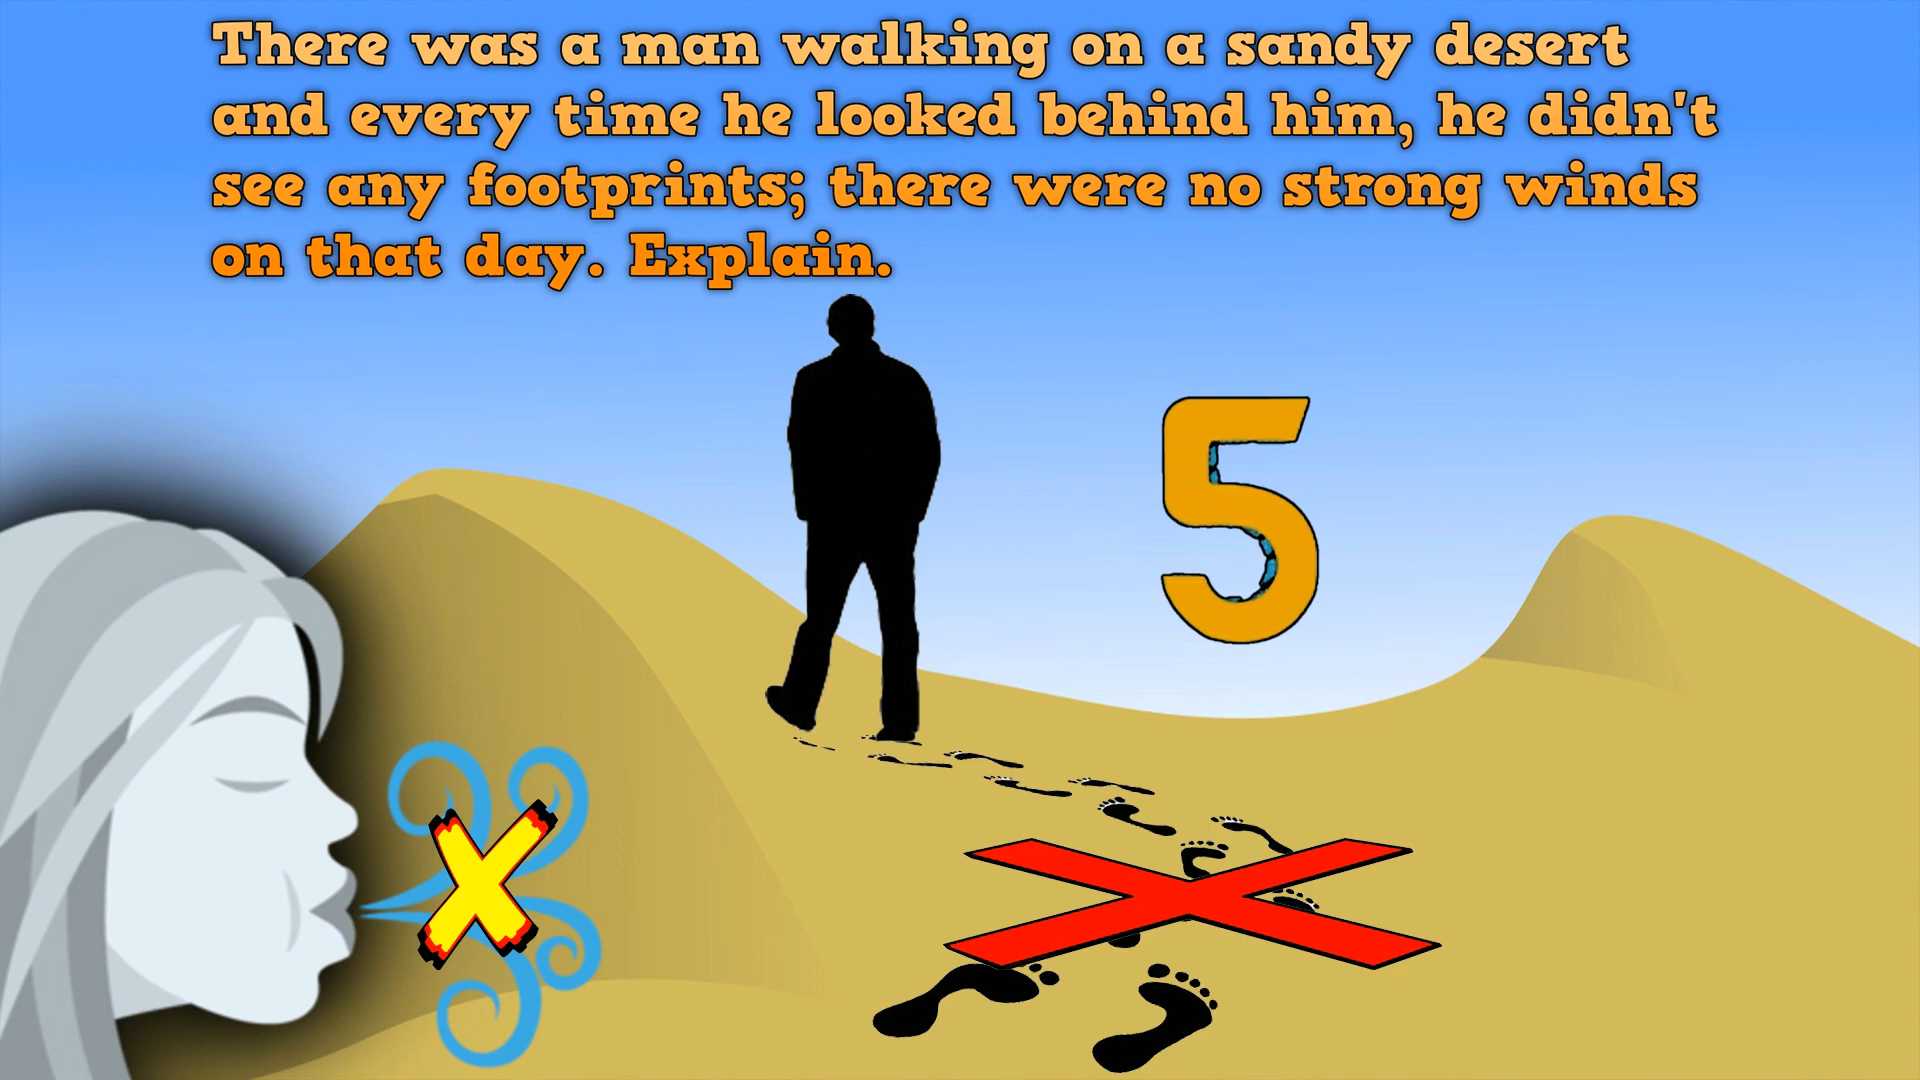 There was a man walking on a sandy desert
and every time he looked behind him, he didn't
see any footprints; there were no strong winds
on that day. Explain.
5